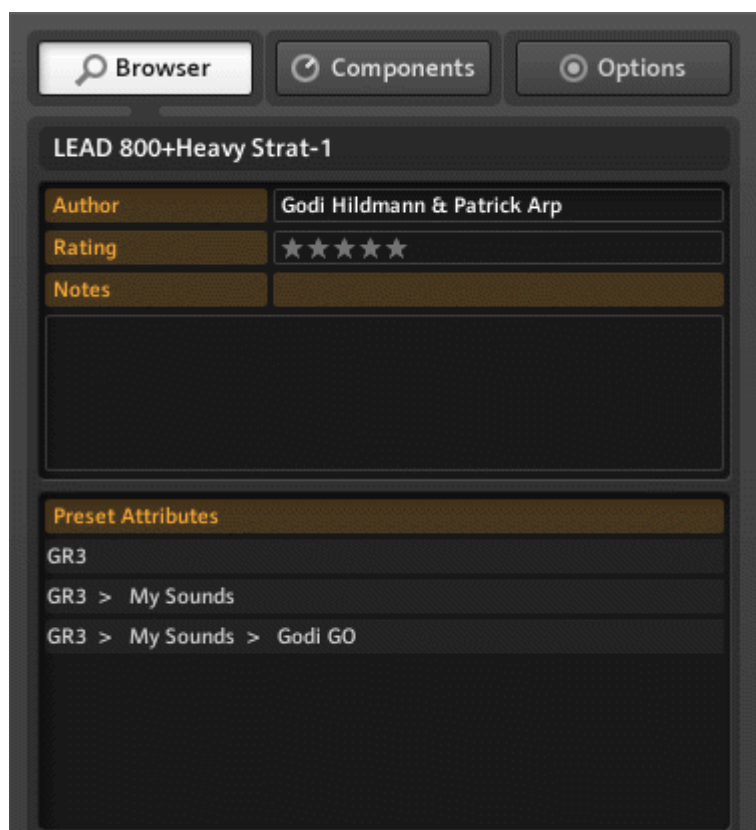 Browser Components Options
LEAD 800+Heavy Strat-1
Author Godi Hildmann & Patrick Arp
Rating ★★★★★
Notes
Preset Attributes
GR3
GR3 > My Sounds
GR3 > My Sounds > Godi GO